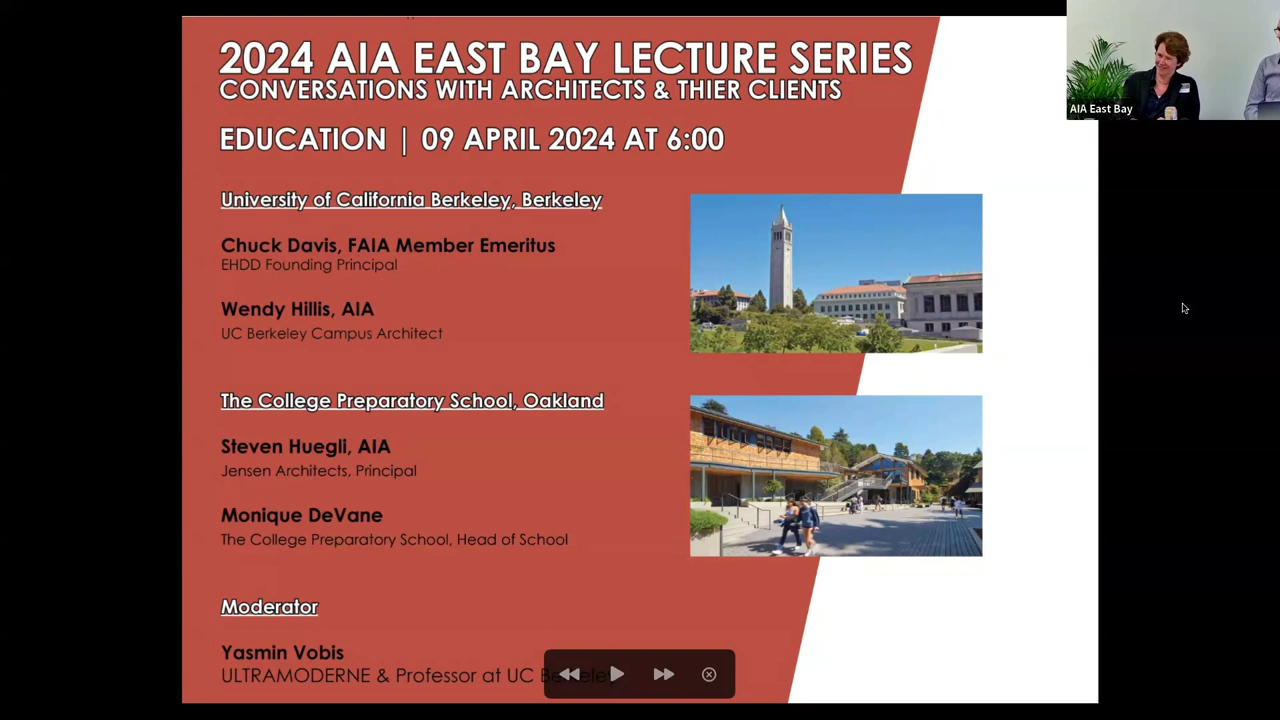 2024 AIA EAST BAY LECTURE SERIES
CONVERSATIONS WITH ARCHITECTS & THIER CLIENTS
EDUCATION | 09 APRIL 2024 AT 6:00
University of California Berkeley, Berkeley
Chuck Davis, FAIA Member Emeritus
EHDD Founding Principal
Wendy Hillis, AIA
UC Berkeley Campus Architect
The College Preparatory School, Oakland
Steven Huegli, AIA
Jensen Architects, Principal
Monique DeVane
The College Preparatory School, Head of School
Moderator
Yasmin Vobis
ULTRAMODERNE & Professor at UC Berkeley
AIA East Bay